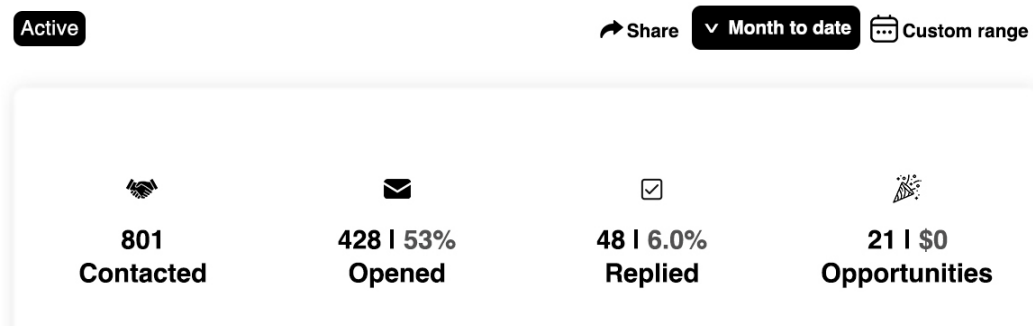 Active
Share
Month to date
Custom range
801
Contacted
428 | 53%
Opened
48 | 6.0%
Replied
21 | $0
Opportunities